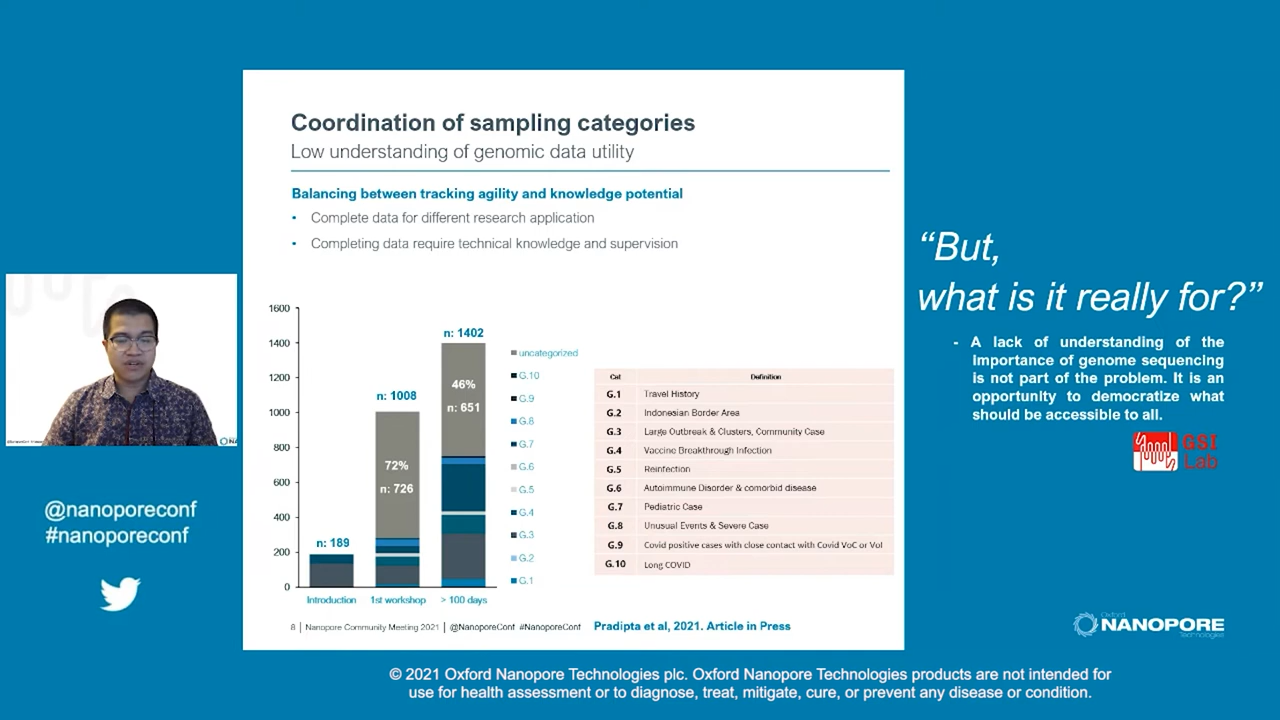 Coordination of sampling categories
Low understanding of genomic data utility
Balancing between tracking agility and knowledge potential
• Complete data for different research application
• Completing data require technical knowledge and supervision
1600
1400
1200
1000
800
600
400
200
0
n: 189
n: 1008
72%
n: 726
n: 1402
46%
n: 651
Introduction
1st workshop
> 100 days
uncategorized
G.10
G.9
G.8
G.7
G.6
G.5
G.4
G.3
G.2
G.1
Cat Definition
G.1 Travel History
G.2 Indonesian Border Area
G.3 Large Outbreak & Clusters, Community Case
G.4 Vaccine Breakthrough Infection
G.5 Reinfection
G.6 Autoimmune Disorder & comorbid disease
G.7 Pediatric Case
G.8 Unusual Events & Severe Case
G.9 Covid positive cases with close contact with Covid VoC or VoI
G.10 Long COVID
8 | Nanopore Community Meeting 2021 | @NanoporeConf #NanoporeConf
Pradipta et al, 2021. Article in Press
“But,
what is it really for?”
- A lack of understanding of the
importance of genome sequencing
is not part of the problem. It is an
opportunity to democratize what
should be accessible to all.
GSI
Lab
@nanoporeconf
#nanoporeconf
Oxford
NANOPORE
Technologies
© 2021 Oxford Nanopore Technologies plc. Oxford Nanopore Technologies products are not intended for
use for health assessment or to diagnose, treat, mitigate, cure, or prevent any disease or condition.